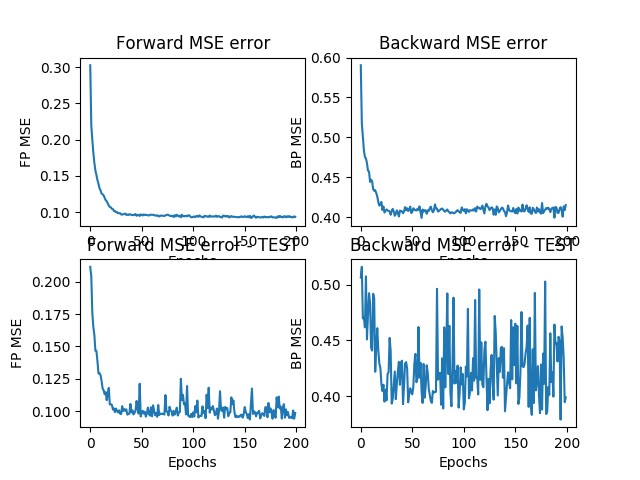 Forward MSE error
FP MSE
0.30
0.25
0.20
0.15
0.10
0 50 100 150 200
Epochs
Backward MSE error
BP MSE
0.60
0.55
0.50
0.45
0.40
0 50 100 150 200
Epochs
Forward MSE error - TEST
FP MSE
0.200
0.175
0.150
0.125
0.100
0 50 100 150 200
Epochs
Backward MSE error - TEST
BP MSE
0.50
0.45
0.40
0 50 100 150 200
Epochs